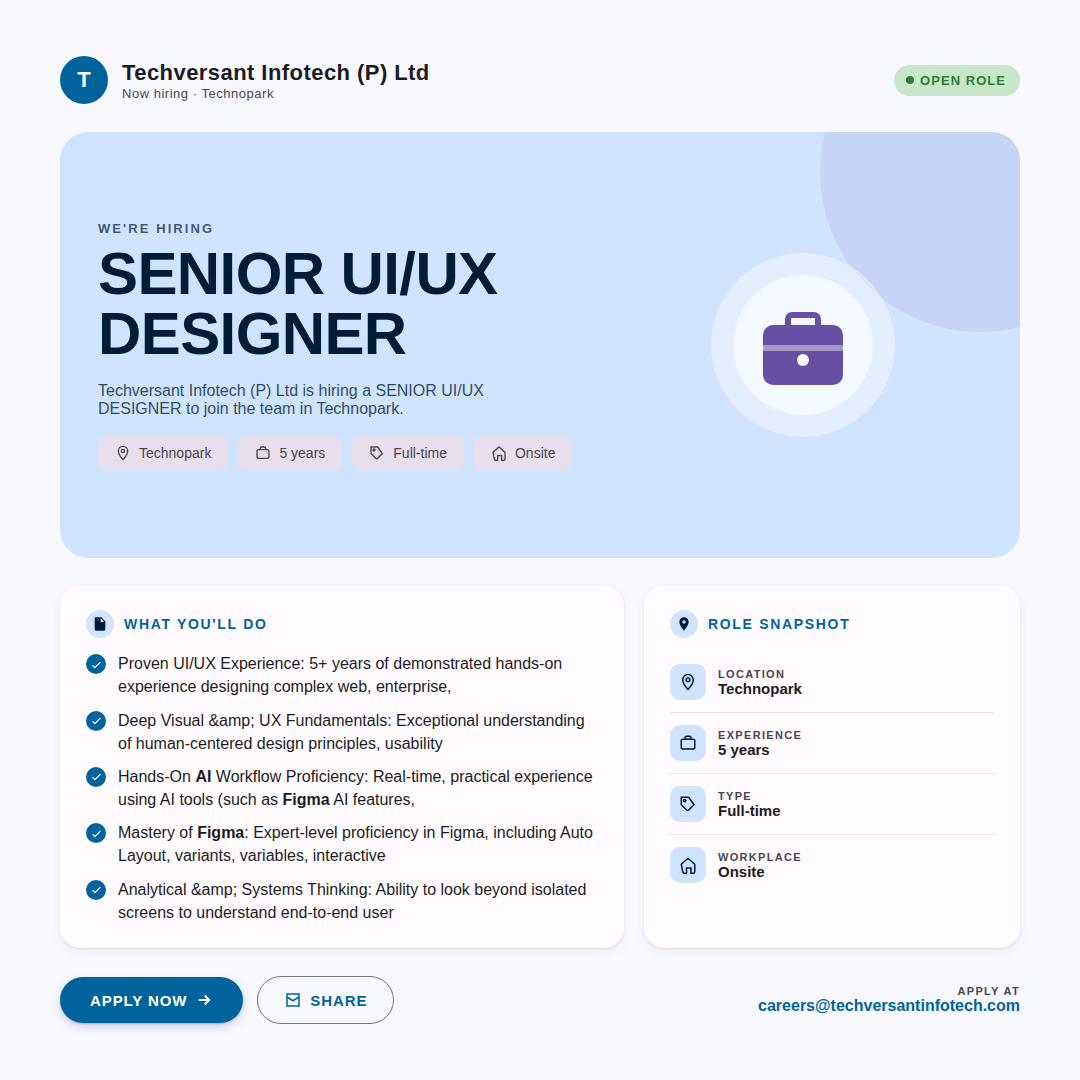 T
Techversant Infotech (P) Ltd
Now hiring · Technopark
OPEN ROLE
WE'RE HIRING
SENIOR UI/UX
DESIGNER
Techversant Infotech (P) Ltd is hiring a SENIOR UI/UX
DESIGNER to join the team in Technopark.
Technopark
5 years
Full-time
Onsite
WHAT YOU'LL DO
Proven UI/UX Experience: 5+ years of demonstrated hands-on
experience designing complex web, enterprise,
Deep Visual &amp; UX Fundamentals: Exceptional understanding
of human-centered design principles, usability
Hands-On AI Workflow Proficiency: Real-time, practical experience
using AI tools (such as Figma AI features,
Mastery of Figma: Expert-level proficiency in Figma, including Auto
Layout, variants, variables, interactive
Analytical &amp; Systems Thinking: Ability to look beyond isolated
screens to understand end-to-end user
ROLE SNAPSHOT
LOCATION
Technopark
EXPERIENCE
5 years
TYPE
Full-time
WORKPLACE
Onsite
APPLY NOW
SHARE
APPLY AT
careers@techversantinfotech.com